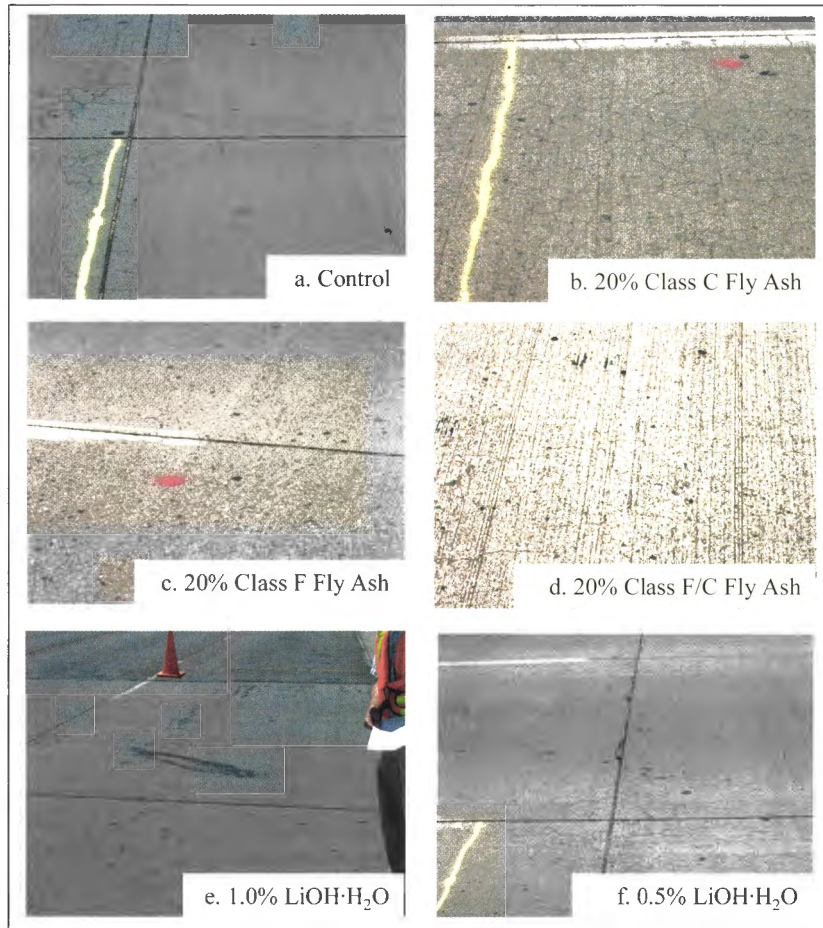 a. Control
b. 20% Class C Fly Ash
c. 20% Class F Fly Ash
d. 20% Class F/C Fly Ash
e. 1.0% LiOH·H₂O
f. 0.5% LiOH·H₂O